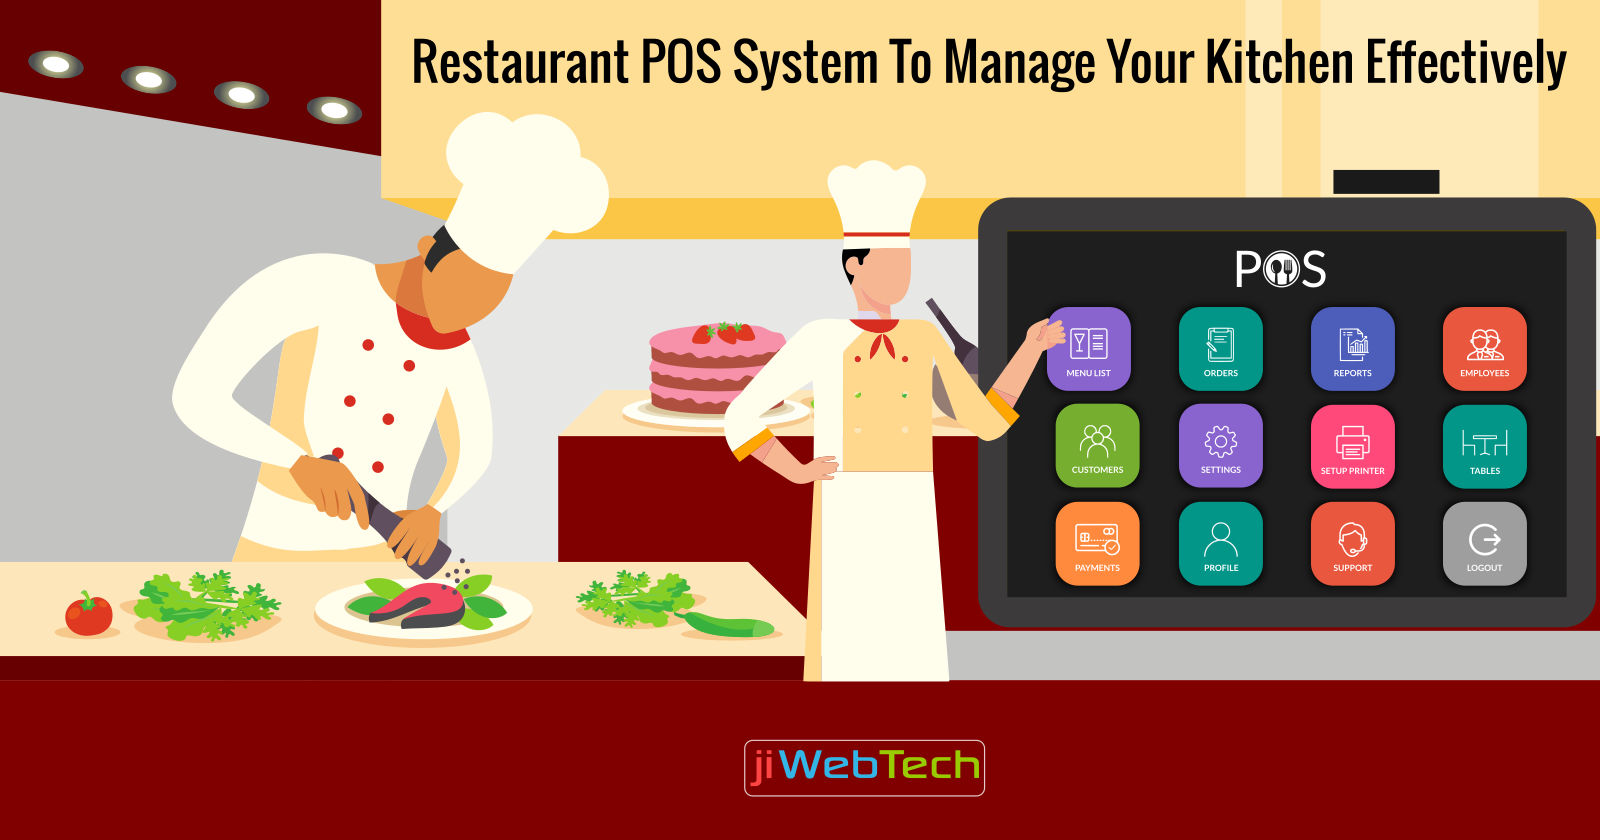 Restaurant POS System To Manage Your Kitchen Effectively
POS
MENU LIST
ORDERS
REPORTS
EMPLOYEES
CUSTOMERS
SETTINGS
SETUP PRINTER
TABLES
PAYMENTS
PROFILE
SUPPORT
LOGOUT
jiWebTech